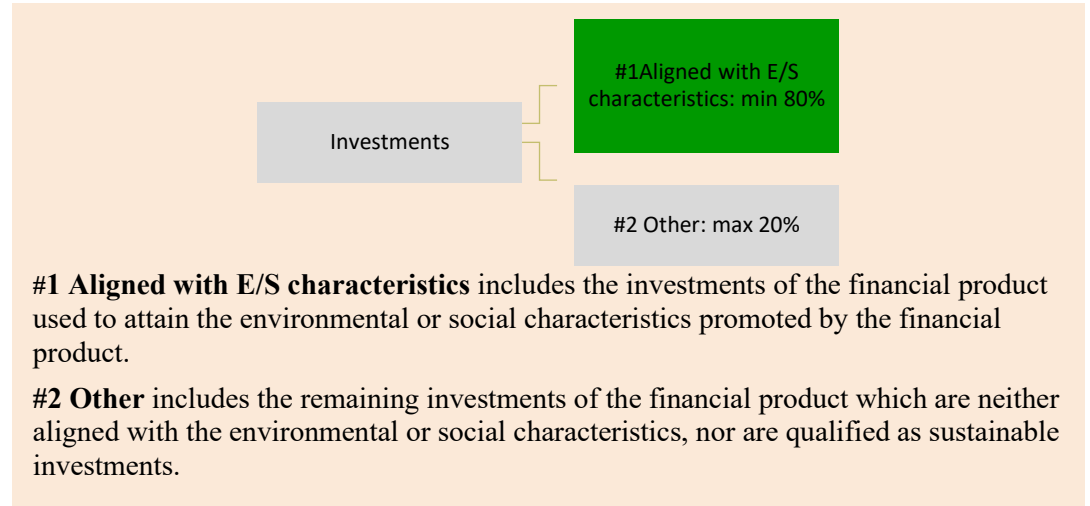 #1Aligned with E/S
characteristics: min 80%
Investments
#2 Other: max 20%
#1 Aligned with E/S characteristics includes the investments of the financial product
used to attain the environmental or social characteristics promoted by the financial
product.
#2 Other includes the remaining investments of the financial product which are neither
aligned with the environmental or social characteristics, nor are qualified as sustainable
investments.